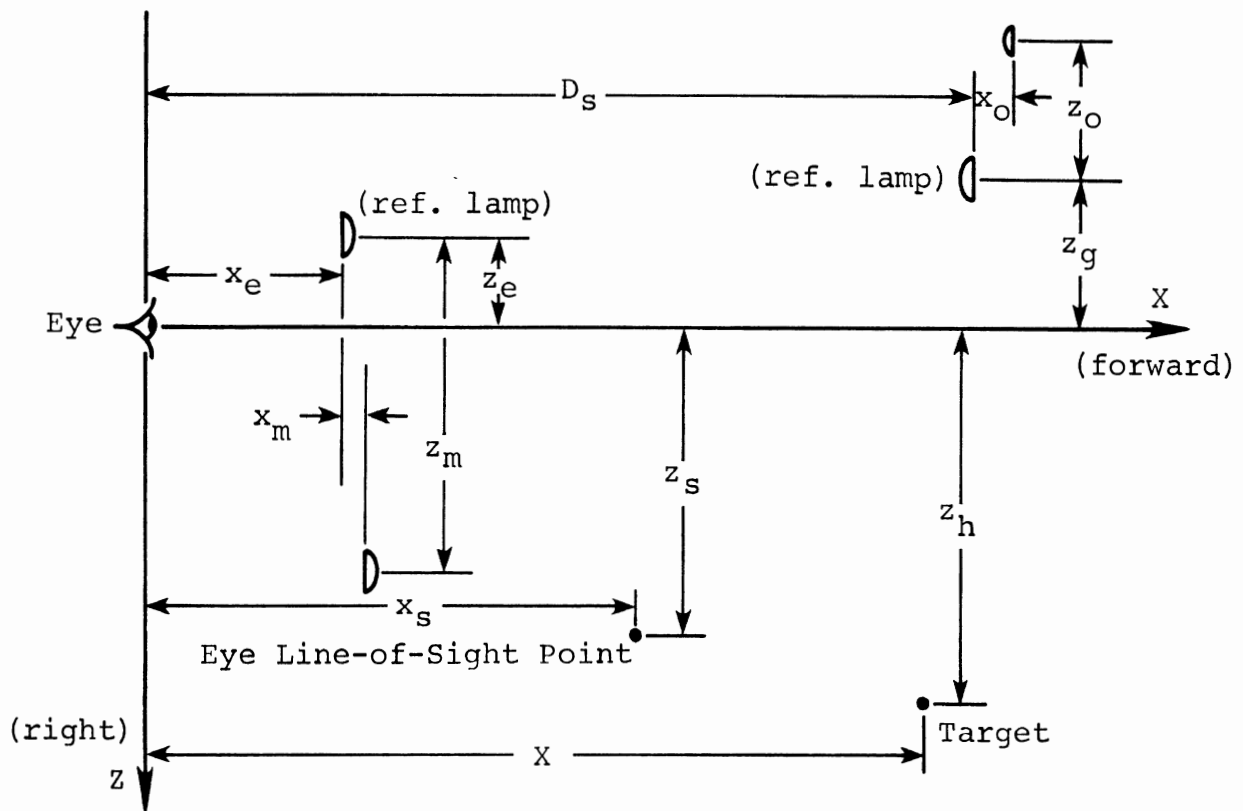 D_s
x_o
z_o
(ref. lamp)
(ref. lamp)
z_g
x_e
z_e
Eye
X
(forward)
x_m
z_m
z_s
z_h
x_s
Eye Line-of-Sight Point
(right)
Target
X
Z